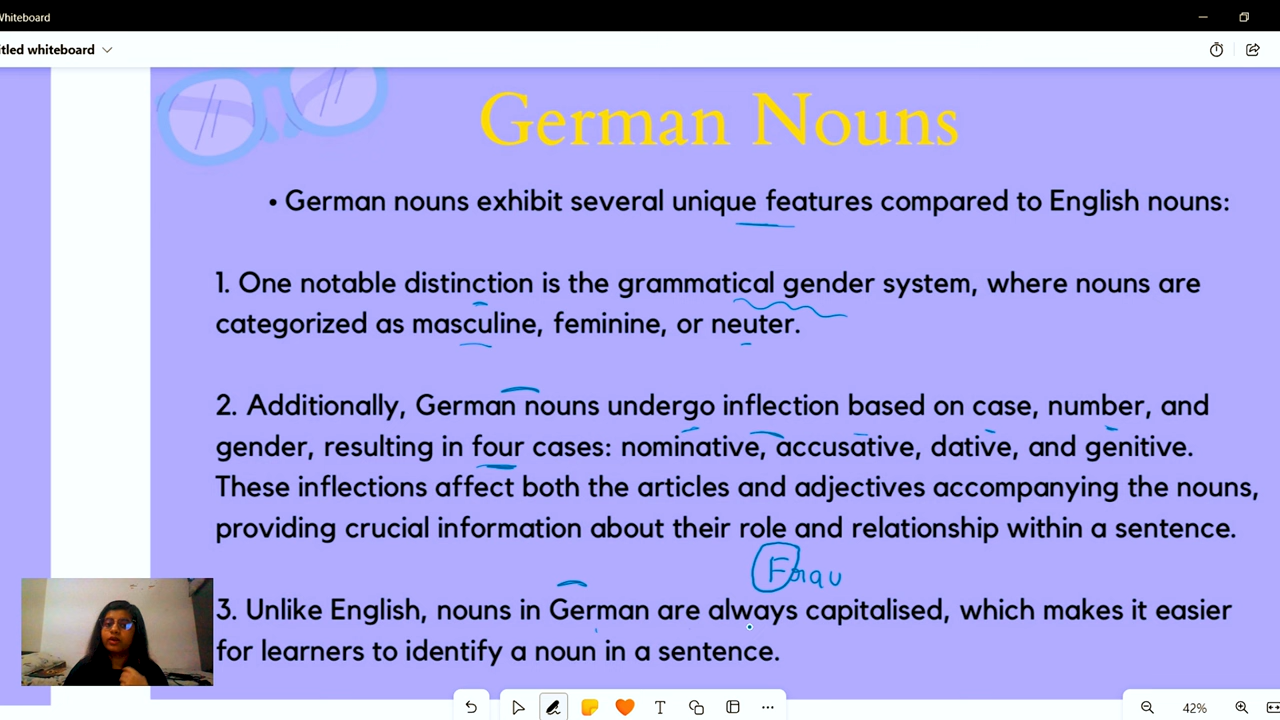 Whiteboard
itled whiteboard
German Nouns
• German nouns exhibit several unique features compared to English nouns:
1. One notable distinction is the grammatical gender system, where nouns are
categorized as masculine, feminine, or neuter.
2. Additionally, German nouns undergo inflection based on case, number, and
gender, resulting in four cases: nominative, accusative, dative, and genitive.
These inflections affect both the articles and adjectives accompanying the nouns,
providing crucial information about their role and relationship within a sentence.
Frau
3. Unlike English, nouns in German are always capitalised, which makes it easier
for learners to identify a noun in a sentence.
T
42%